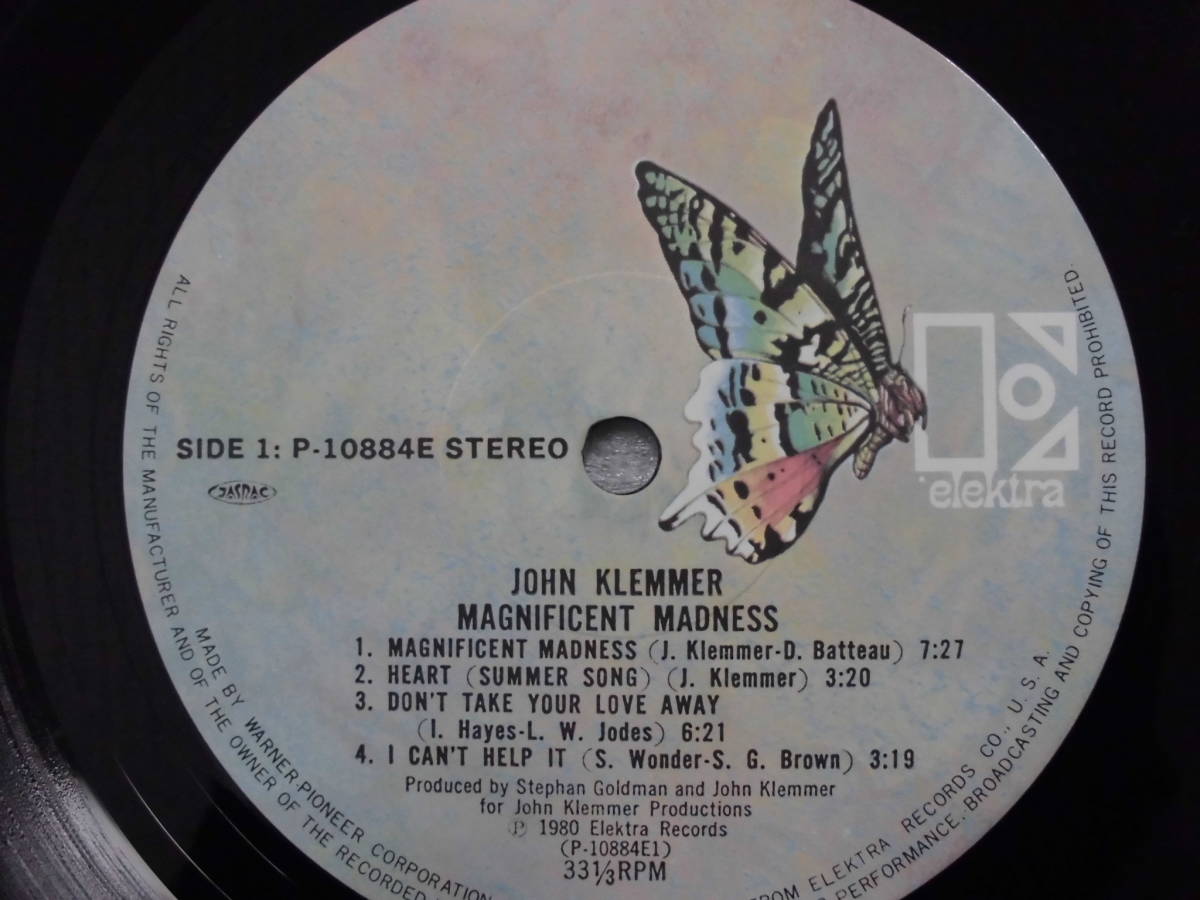 elektra
SIDE 1: P-10884E STEREO
JASRAC
JOHN KLEMMER
MAGNIFICENT MADNESS
1. MAGNIFICENT MADNESS (J. Klemmer-D. Batteau) 7:27
2. HEART (SUMMER SONG) (J. Klemmer) 3:20
3. DON'T TAKE YOUR LOVE AWAY
(I. Hayes-L. W. Jodes) 6:21
4. I CAN'T HELP IT (S. Wonder-S. G. Brown) 3:19
Produced by Stephan Goldman and John Klemmer
for John Klemmer Productions
Ⓟ 1980 Elektra Records
(P-10884E1)
33 1/3 RPM
ALL RIGHTS OF THE MANUFACTURER AND OF THE OWNER OF THE RECORDED
PERFORMANCE. BROADCASTING AND COPYING OF THIS RECORD PROHIBITED.
MADE BY WARNER-PIONEER CORPORATION
FROM ELEKTRA RECORDS CO., U. S. A.